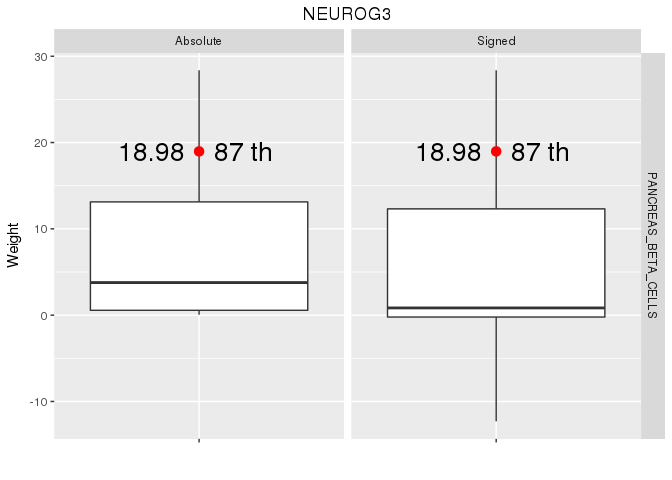 NEUROG3
Absolute
Signed
30
20
10
0
-10
Weight
18.98 87 th
18.98 87 th
PANCREAS_BETA_CELLS